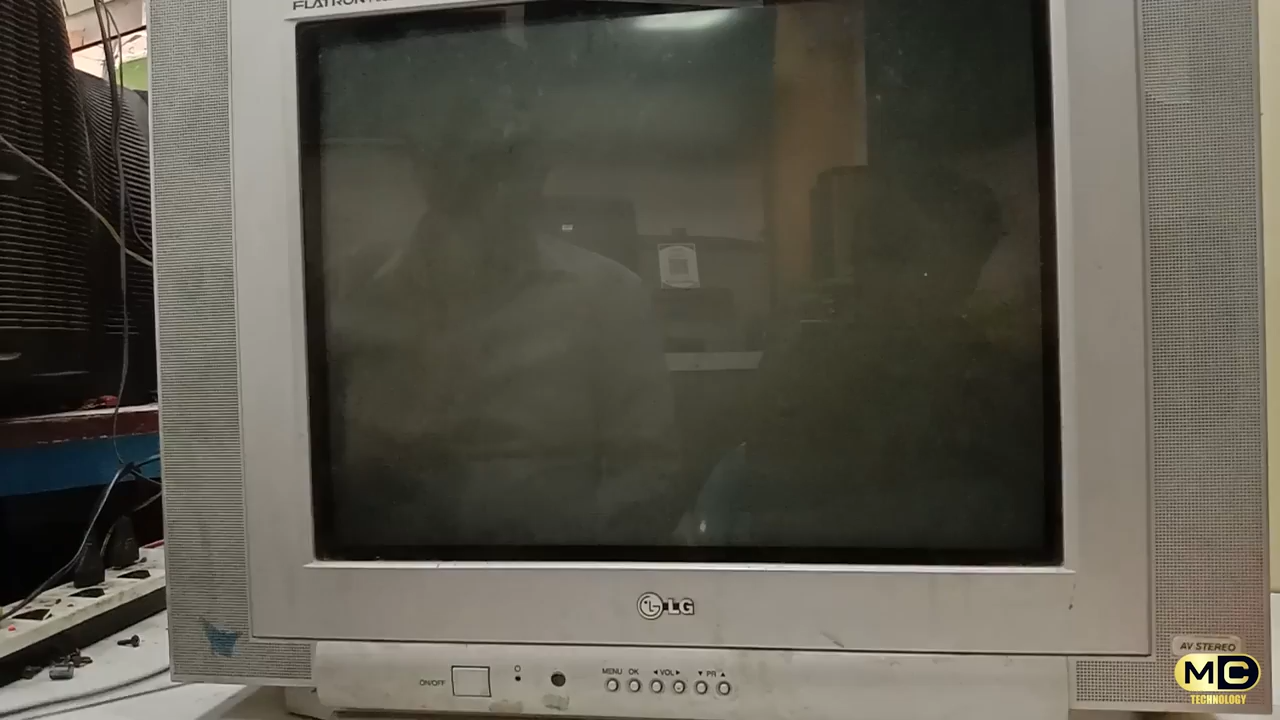 FLATRON
LG
AV STEREO
ON/OFF
MENU OK ◄VOL► ▼ PR ▲
MC
TECHNOLOGY